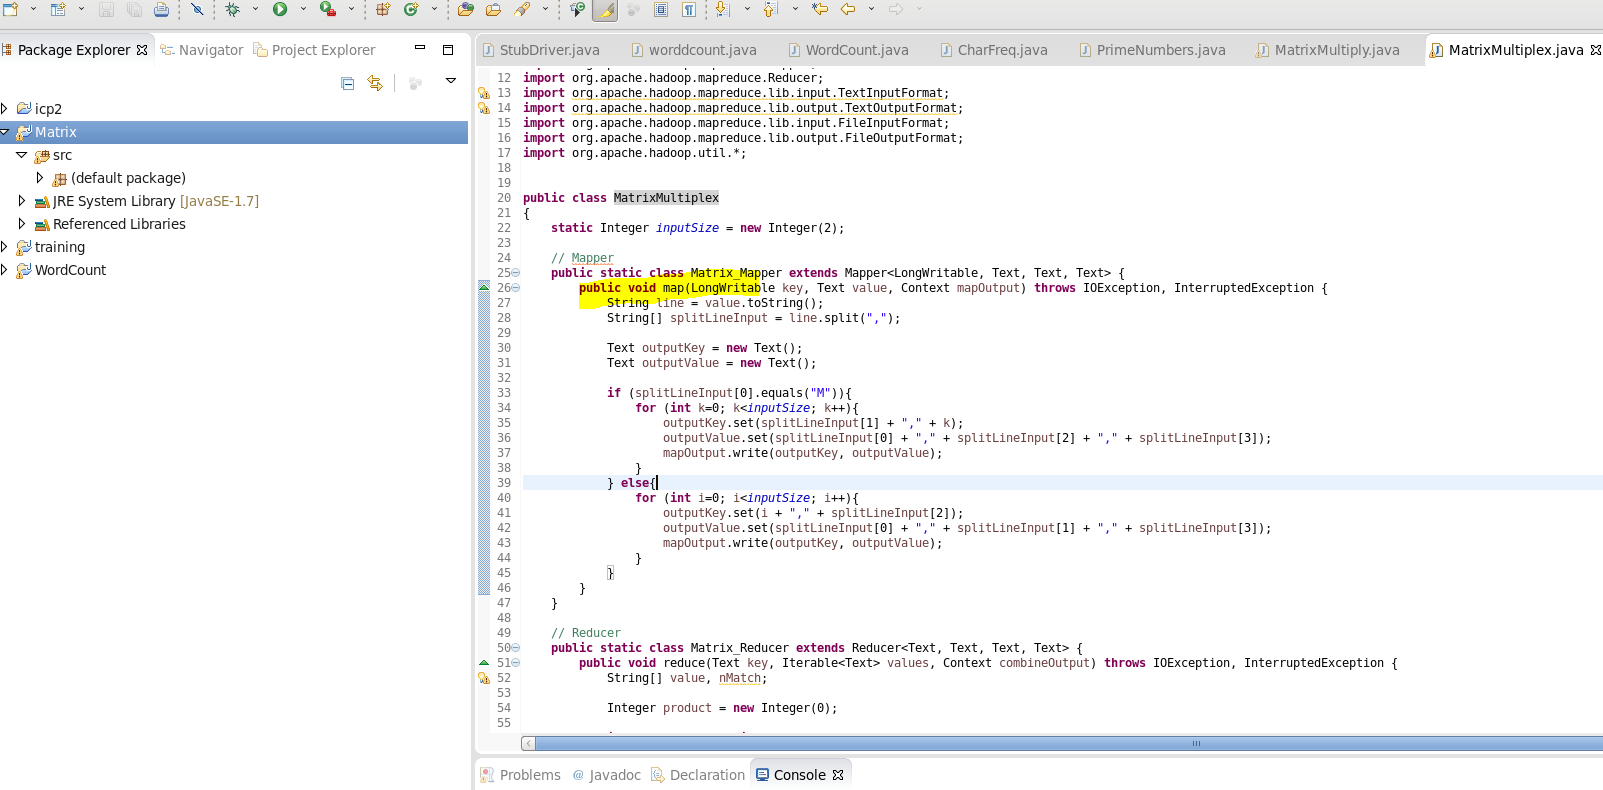 Package Explorer Navigator Project Explorer
icp2
Matrix
src
(default package)
JRE System Library [JavaSE-1.7]
Referenced Libraries
training
WordCount
StubDriver.java worddcount.java WordCount.java CharFreq.java PrimeNumbers.java MatrixMultiply.java MatrixMultiplex.java
12 import org.apache.hadoop.mapreduce.Reducer;
13 import org.apache.hadoop.mapreduce.lib.input.TextInputFormat;
14 import org.apache.hadoop.mapreduce.lib.output.TextOutputFormat;
15 import org.apache.hadoop.mapreduce.lib.input.FileInputFormat;
16 import org.apache.hadoop.mapreduce.lib.output.FileOutputFormat;
17 import org.apache.hadoop.util.*;
18
19
20 public class MatrixMultiplex
21 {
22 static Integer inputSize = new Integer(2);
23
24 // Mapper
25 public static class Matrix_Mapper extends Mapper<LongWritable, Text, Text, Text> {
26 public void map(LongWritable key, Text value, Context mapOutput) throws IOException, InterruptedException {
27 String line = value.toString();
28 String[] splitLineInput = line.split(",");
29
30 Text outputKey = new Text();
31 Text outputValue = new Text();
32
33 if (splitLineInput[0].equals("M")){
34 for (int k=0; k<inputSize; k++){
35 outputKey.set(splitLineInput[1] + "," + k);
36 outputValue.set(splitLineInput[0] + "," + splitLineInput[2] + "," + splitLineInput[3]);
37 mapOutput.write(outputKey, outputValue);
38 }
39 } else{
40 for (int i=0; i<inputSize; i++){
41 outputKey.set(i + "," + splitLineInput[2]);
42 outputValue.set(splitLineInput[0] + "," + splitLineInput[1] + "," + splitLineInput[3]);
43 mapOutput.write(outputKey, outputValue);
44 }
45 }
46 }
47 }
48
49 // Reducer
50 public static class Matrix_Reducer extends Reducer<Text, Text, Text, Text> {
51 public void reduce(Text key, Iterable<Text> values, Context combineOutput) throws IOException, InterruptedException {
52 String[] value, nMatch;
53
54 Integer product = new Integer(0);
55
Problems @ Javadoc Declaration Console